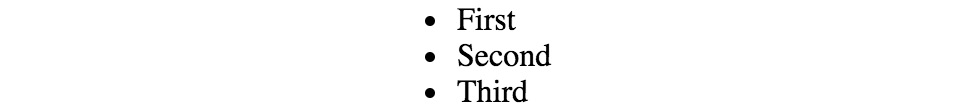 • First
• Second
• Third